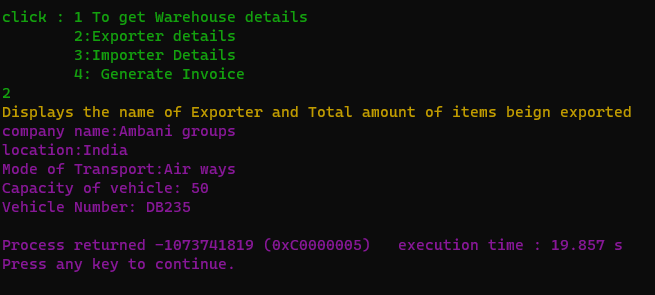 click : 1 To get Warehouse details
2:Exporter details
3:Importer Details
4: Generate Invoice
2
Displays the name of Exporter and Total amount of items beign exported
company name:Ambani groups
location:India
Mode of Transport:Air ways
Capacity of vehicle: 50
Vehicle Number: DB235
Process returned -1073741819 (0xC0000005)   execution time : 19.857 s
Press any key to continue.